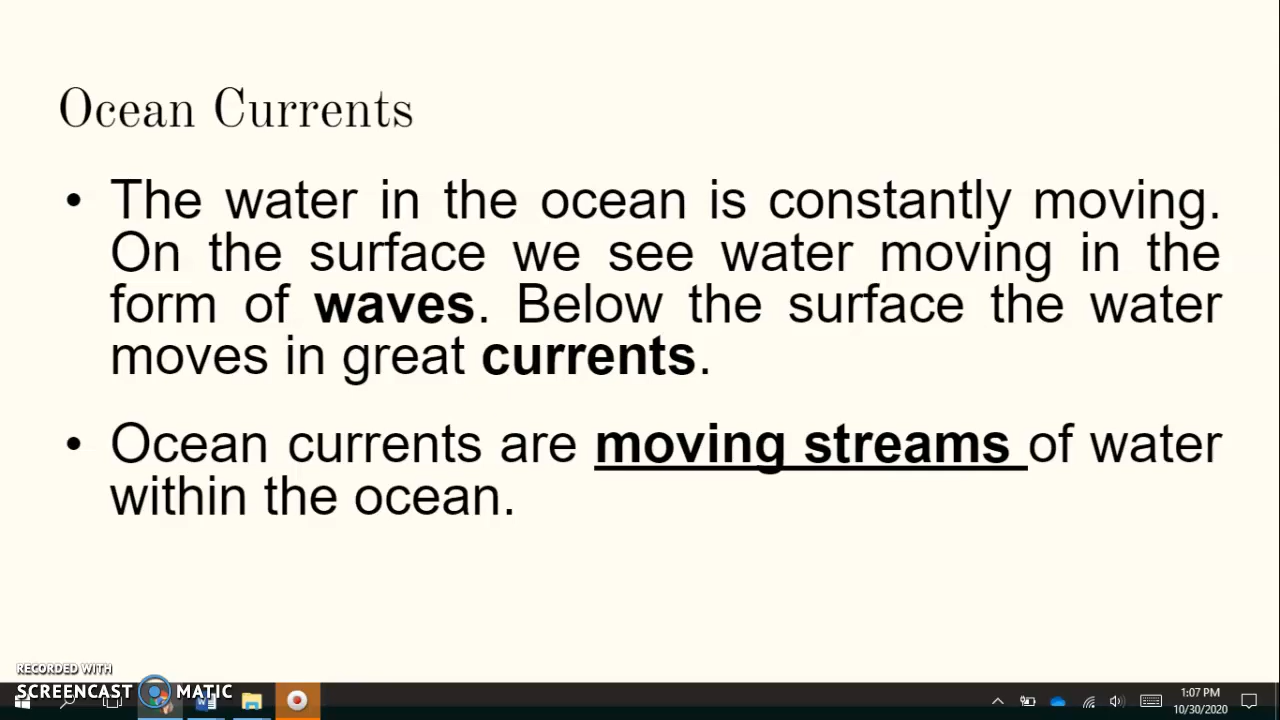 Ocean Currents
• The water in the ocean is constantly moving.
On the surface we see water moving in the
form of waves. Below the surface the water
moves in great currents.
• Ocean currents are moving streams of water
within the ocean.
RECORDED WITH
SCREENCAST MATIC
1:07 PM
10/30/2020